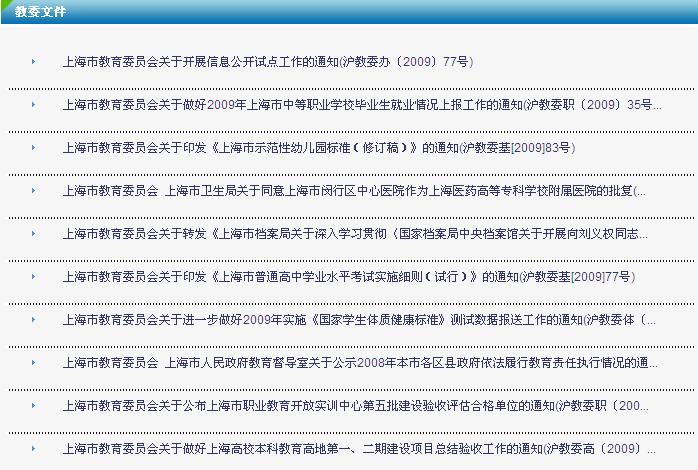 教委文件
上海市教育委员会关于开展信息公开试点工作的通知(沪教委办〔2009〕77号)
上海市教育委员会关于做好2009年上海市中等职业学校毕业生就业情况上报工作的通知(沪教委职〔2009〕35号...
上海市教育委员会关于印发《上海市示范性幼儿园标准（修订稿）》的通知(沪教委基[2009]83号)
上海市教育委员会 上海市卫生局关于同意上海市闵行区中心医院作为上海医药高等专科学校附属医院的批复(...
上海市教育委员会关于转发《上海市档案局关于深入学习贯彻〈国家档案局中央档案馆关于开展向刘义权同志...
上海市教育委员会关于印发《上海市普通高中学业水平考试实施细则（试行）》的通知(沪教委基[2009]77号)
上海市教育委员会关于进一步做好2009年实施《国家学生体质健康标准》测试数据报送工作的通知(沪教委体〔...
上海市教育委员会 上海市人民政府教育督导室关于公示2008年本市各区县政府依法履行教育责任执行情况的通...
上海市教育委员会关于公布上海市职业教育开放实训中心第五批建设验收评估合格单位的通知(沪教委职〔200...
上海市教育委员会关于做好上海高校本科教育高地第一、二期建设项目总结验收工作的通知(沪教委高〔2009〕...